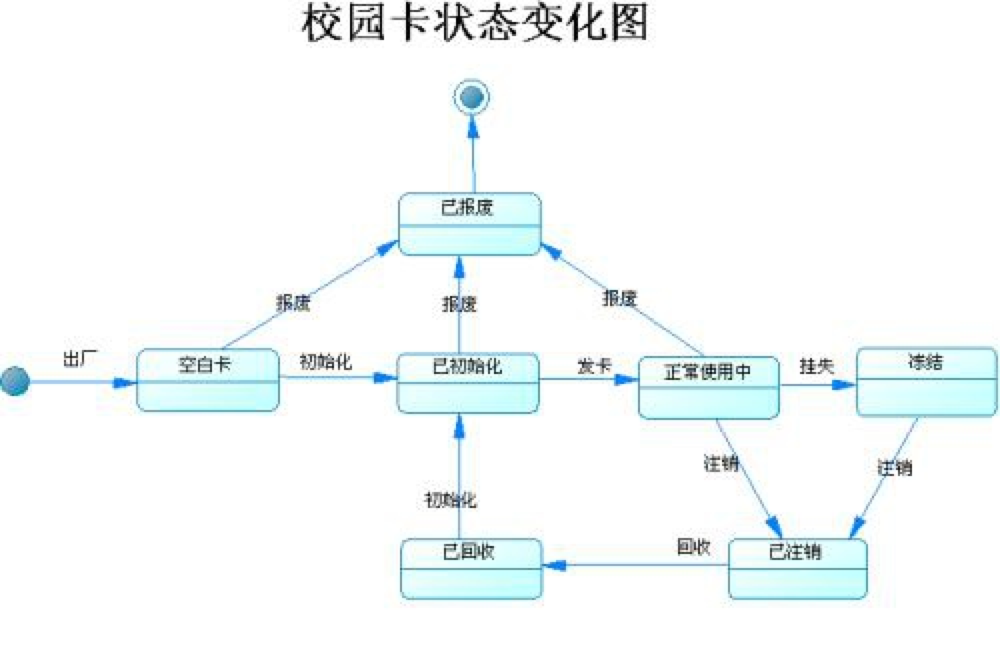 校园卡状态变化图
已报废
报废
报废
报废
出厂
空白卡
初始化
已初始化
发卡
正常使用中
挂失
冻结
注销
注销
初始化
已回收
回收
已注销